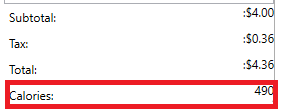 Subtotal: :$4.00
Tax: :$0.36
Total: :$4.36
Calories: 490